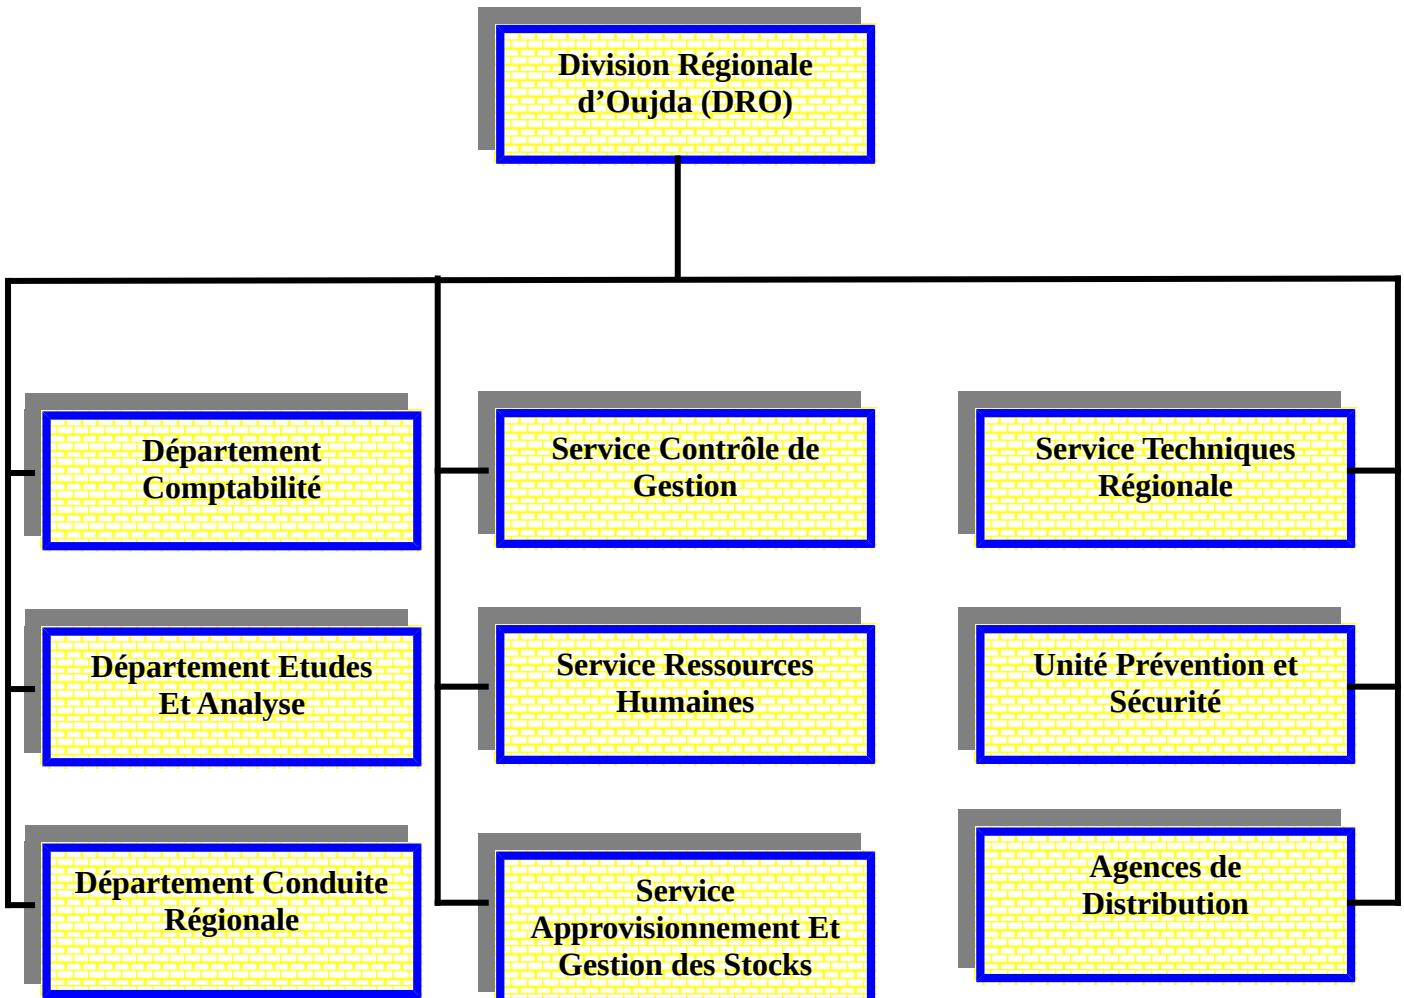 Division Régionale
d’Oujda (DRO)
Département
Comptabilité
Service Contrôle de
Gestion
Service Techniques
Régionale
Département Etudes
Et Analyse
Service Ressources
Humaines
Unité Prévention et
Sécurité
Département Conduite
Régionale
Service
Approvisionnement Et
Gestion des Stocks
Agences de
Distribution